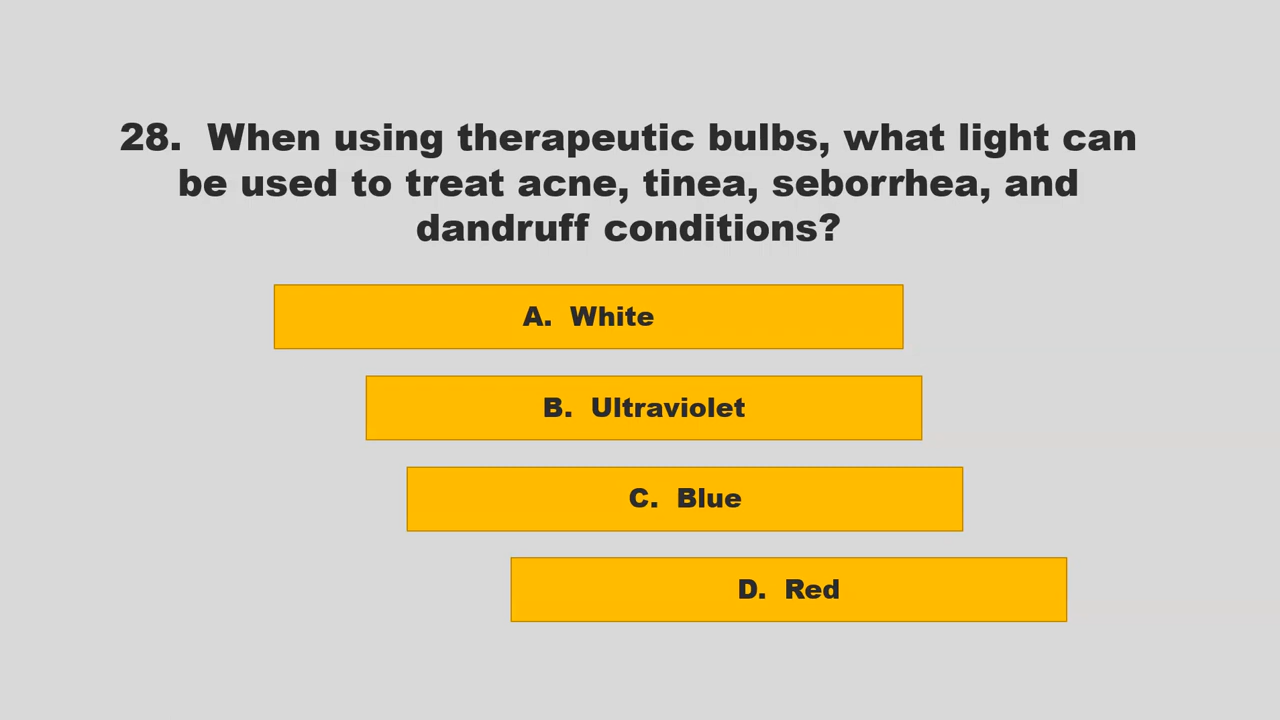 28.  When using therapeutic bulbs, what light can
be used to treat acne, tinea, seborrhea, and
dandruff conditions?
A.  White
B.  Ultraviolet
C.  Blue
D.  Red